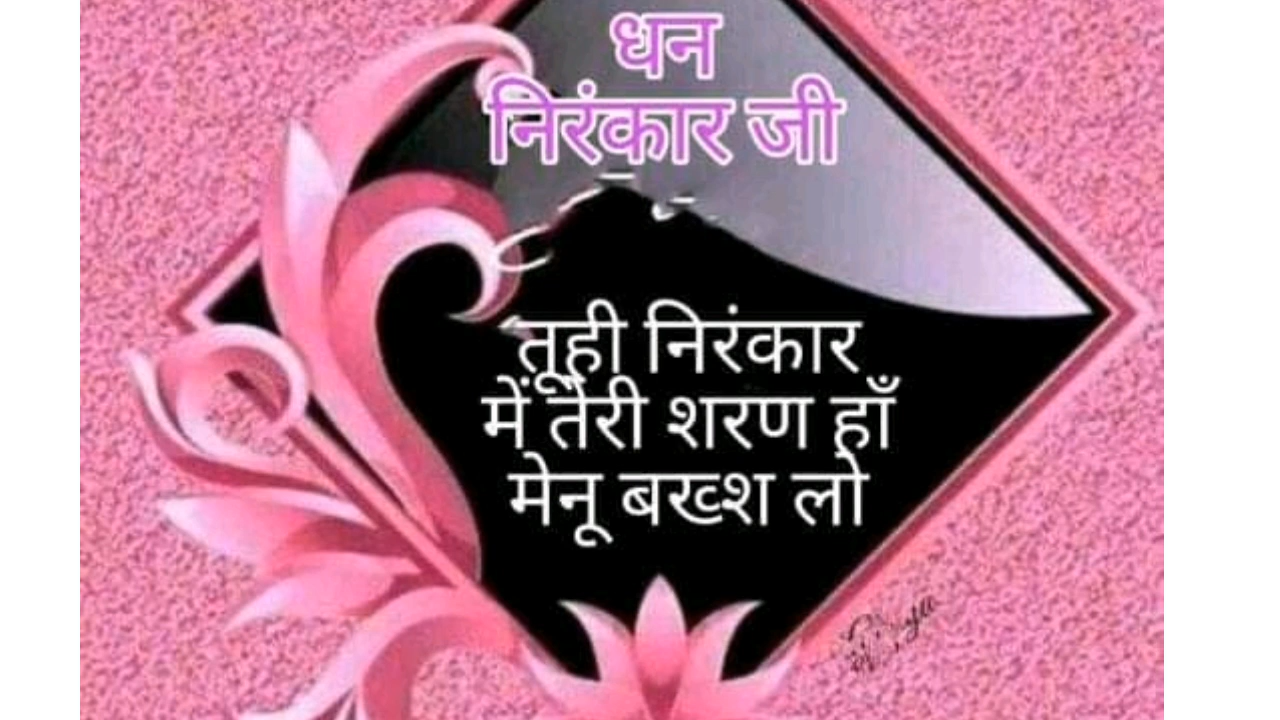 धन
निरंकार जी
तूही निरंकार
में तेरी शरण हाँ
मेनू बख्श लो